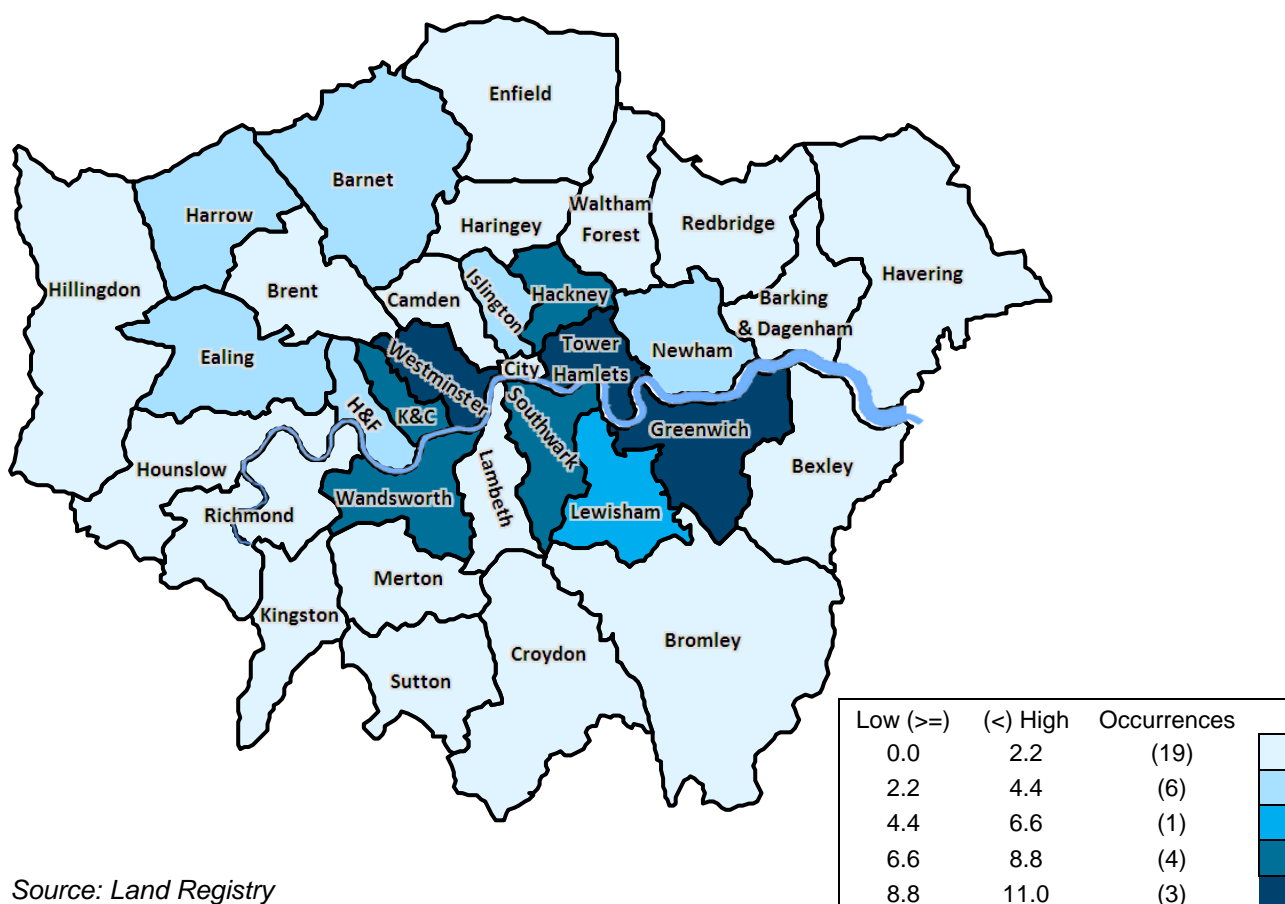 Enfield
Barnet
Harrow
Waltham
Forest
Haringey
Redbridge
Havering
Hillingdon
Brent
Camden
Islington
Hackney
Barking
& Dagenham
Ealing
Westminster
City
Tower
Hamlets
Newham
H&F
K&C
Southwark
Greenwich
Hounslow
Bexley
Richmond
Wandsworth
Lambeth
Lewisham
Merton
Kingston
Bromley
Croydon
Sutton
Low (>=) (<) High Occurrences
0.0 2.2 (19)
2.2 4.4 (6)
4.4 6.6 (1)
6.6 8.8 (4)
8.8 11.0 (3)
Source: Land Registry